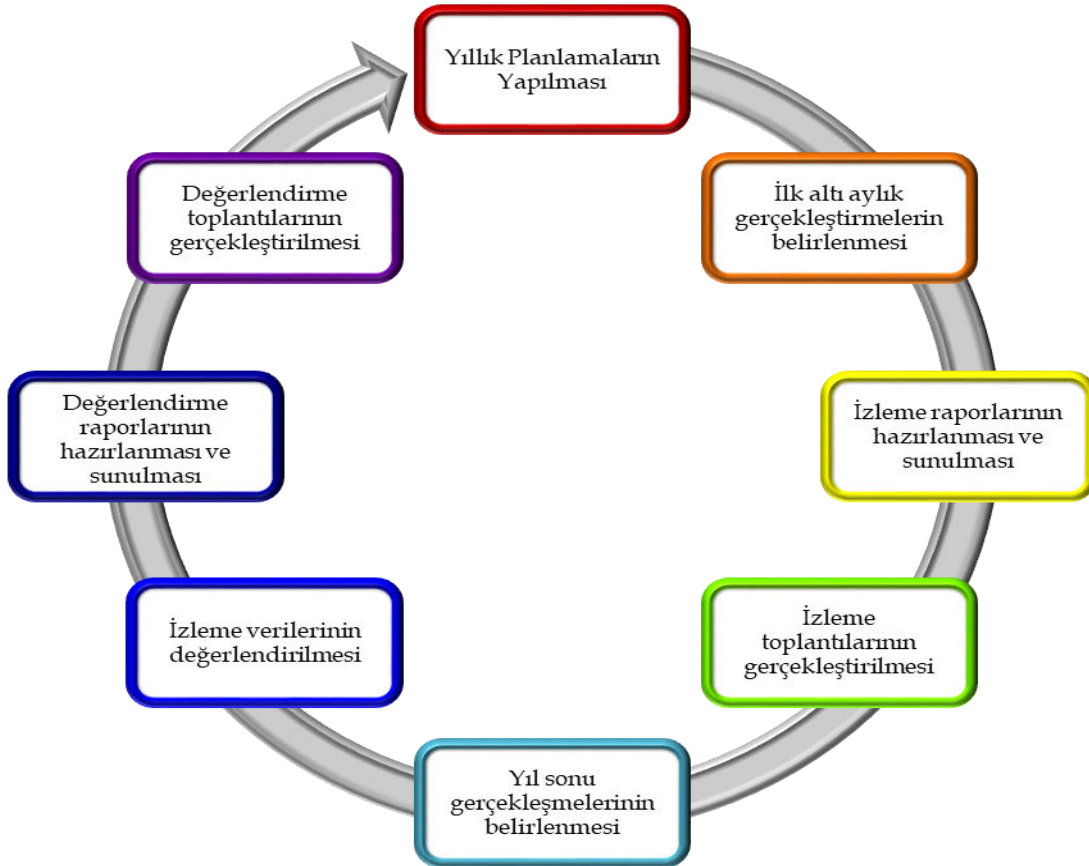 Yıllık Planlamaların
Yapılması
İlk altı aylık
gerçekleştirmelerin
belirlenmesi
İzleme raporlarının
hazırlanması ve
sunulması
İzleme
toplantılarının
gerçekleştirilmesi
Yıl sonu
gerçekleşmelerinin
belirlenmesi
İzleme verilerinin
değerlendirilmesi
Değerlendirme
raporlarının
hazırlanması ve
sunulması
Değerlendirme
toplantılarının
gerçekleştirilmesi